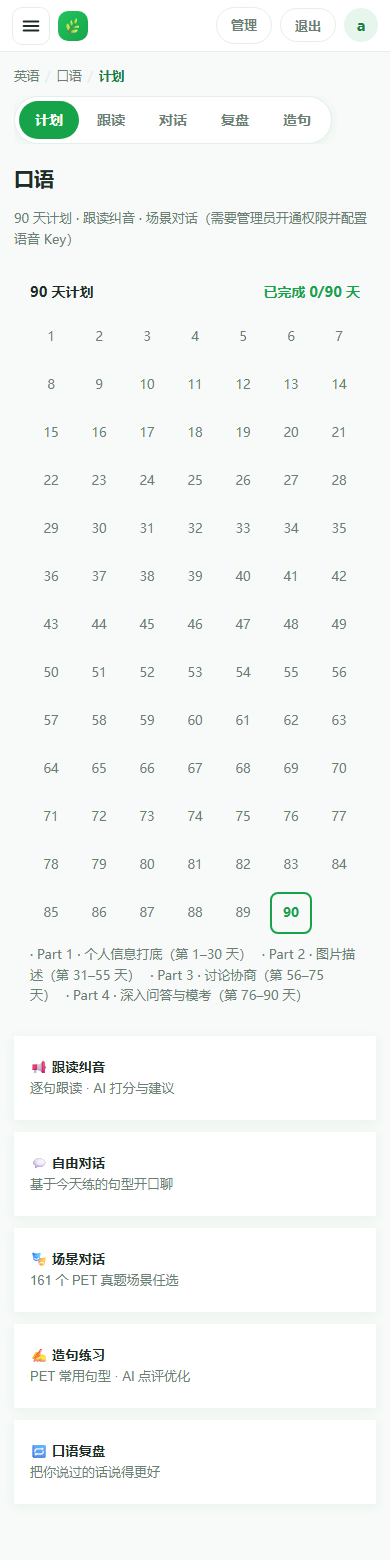 管理 退出 a
英语 / 口语 / 计划
计划 跟读 对话 复盘 造句
口语
90 天计划 · 跟读纠音 · 场景对话（需要管理员开通权限并配置
语音 Key）
90 天计划 已完成 0/90 天
1 2 3 4 5 6 7
8 9 10 11 12 13 14
15 16 17 18 19 20 21
22 23 24 25 26 27 28
29 30 31 32 33 34 35
36 37 38 39 40 41 42
43 44 45 46 47 48 49
50 51 52 53 54 55 56
57 58 59 60 61 62 63
64 65 66 67 68 69 70
71 72 73 74 75 76 77
78 79 80 81 82 83 84
85 86 87 88 89 90
· Part 1 · 个人信息打底（第 1–30 天） · Part 2 · 图片描
述（第 31–55 天） · Part 3 · 讨论协商（第 56–75
天） · Part 4 · 深入问答与模考（第 76–90 天）
跟读纠音
逐句跟读 · AI 打分与建议
自由对话
基于今天练的句型开口聊
场景对话
161 个 PET 真题场景任选
造句练习
PET 常用句型 · AI 点评优化
口语复盘
把你说过的话说得更好